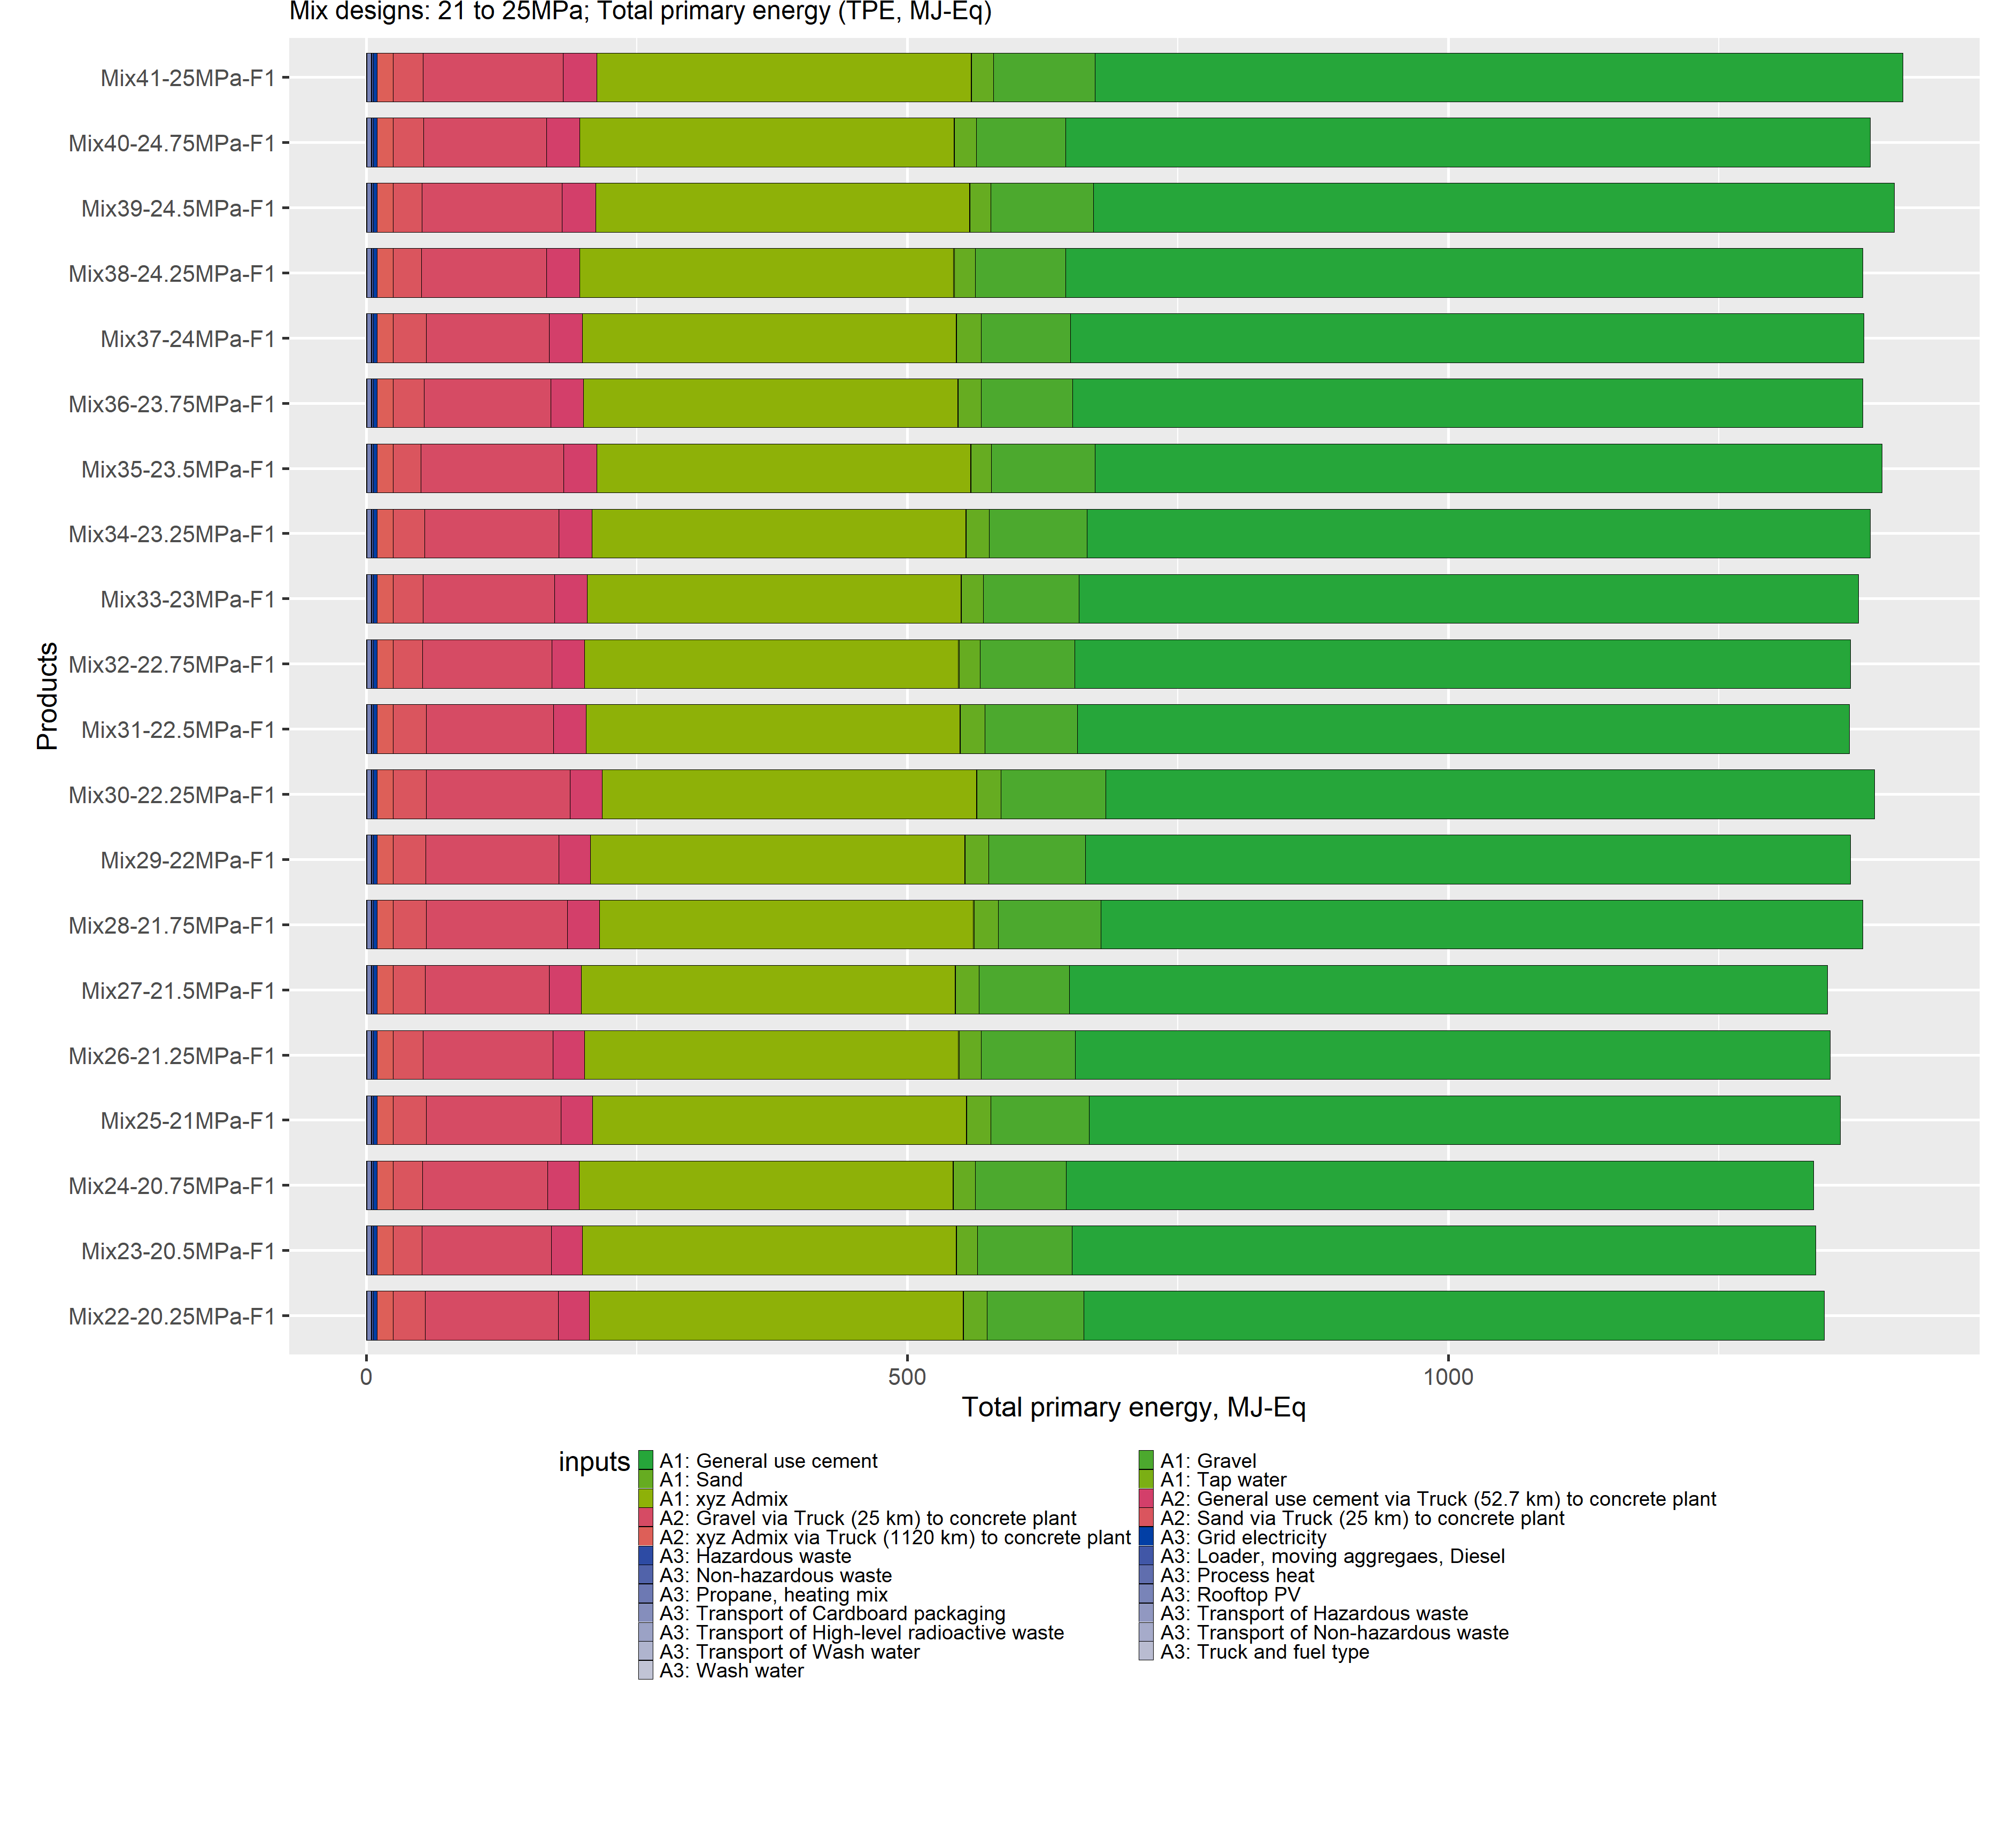 Mix designs: 21 to 25MPa; Total primary energy (TPE, MJ-Eq)
Mix41-25MPa-F1
Mix40-24.75MPa-F1
Mix39-24.5MPa-F1
Mix38-24.25MPa-F1
Mix37-24MPa-F1
Mix36-23.75MPa-F1
Mix35-23.5MPa-F1
Mix34-23.25MPa-F1
Mix33-23MPa-F1
Mix32-22.75MPa-F1
Mix31-22.5MPa-F1
Mix30-22.25MPa-F1
Mix29-22MPa-F1
Mix28-21.75MPa-F1
Mix27-21.5MPa-F1
Mix26-21.25MPa-F1
Mix25-21MPa-F1
Mix24-20.75MPa-F1
Mix23-20.5MPa-F1
Mix22-20.25MPa-F1
Products
0 500 1000
Total primary energy, MJ-Eq
inputs
A1: General use cement
A1: Gravel
A1: Sand
A1: Tap water
A1: xyz Admix
A2: General use cement via Truck (52.7 km) to concrete plant
A2: Gravel via Truck (25 km) to concrete plant
A2: Sand via Truck (25 km) to concrete plant
A2: xyz Admix via Truck (1120 km) to concrete plant
A3: Grid electricity
A3: Hazardous waste
A3: Loader, moving aggregaes, Diesel
A3: Non-hazardous waste
A3: Process heat
A3: Propane, heating mix
A3: Rooftop PV
A3: Transport of Cardboard packaging
A3: Transport of Hazardous waste
A3: Transport of High-level radioactive waste
A3: Transport of Non-hazardous waste
A3: Transport of Wash water
A3: Truck and fuel type
A3: Wash water